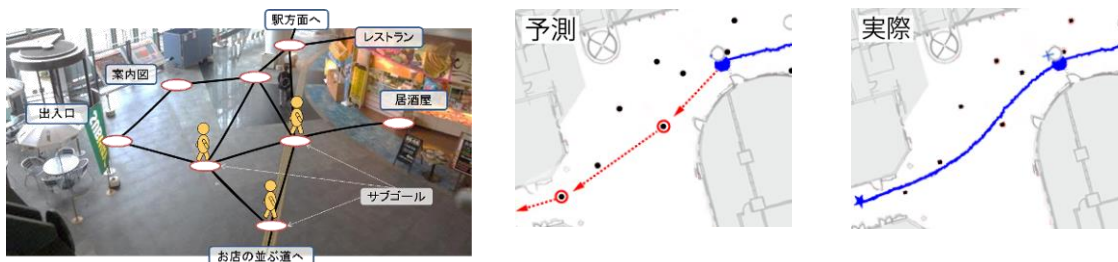 駅方面へ
レストラン
案内図
居酒屋
出入口
サブゴール
お店の並ぶ道へ
予測
実際